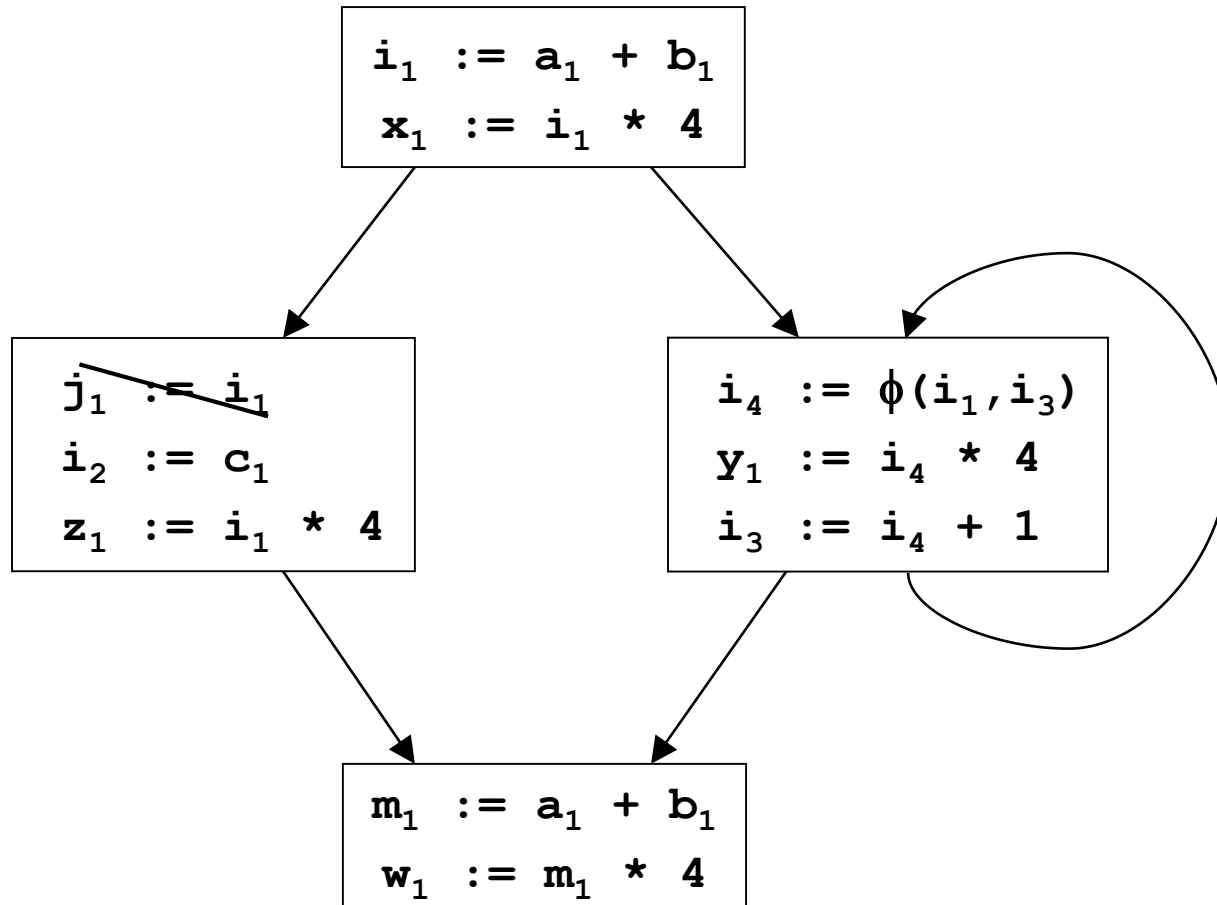 i₁ := a₁ + b₁
x₁ := i₁ * 4
j₁ := i₁
i₂ := c₁
z₁ := i₁ * 4
i₄ := ϕ(i₁,i₃)
y₁ := i₄ * 4
i₃ := i₄ + 1
m₁ := a₁ + b₁
w₁ := m₁ * 4